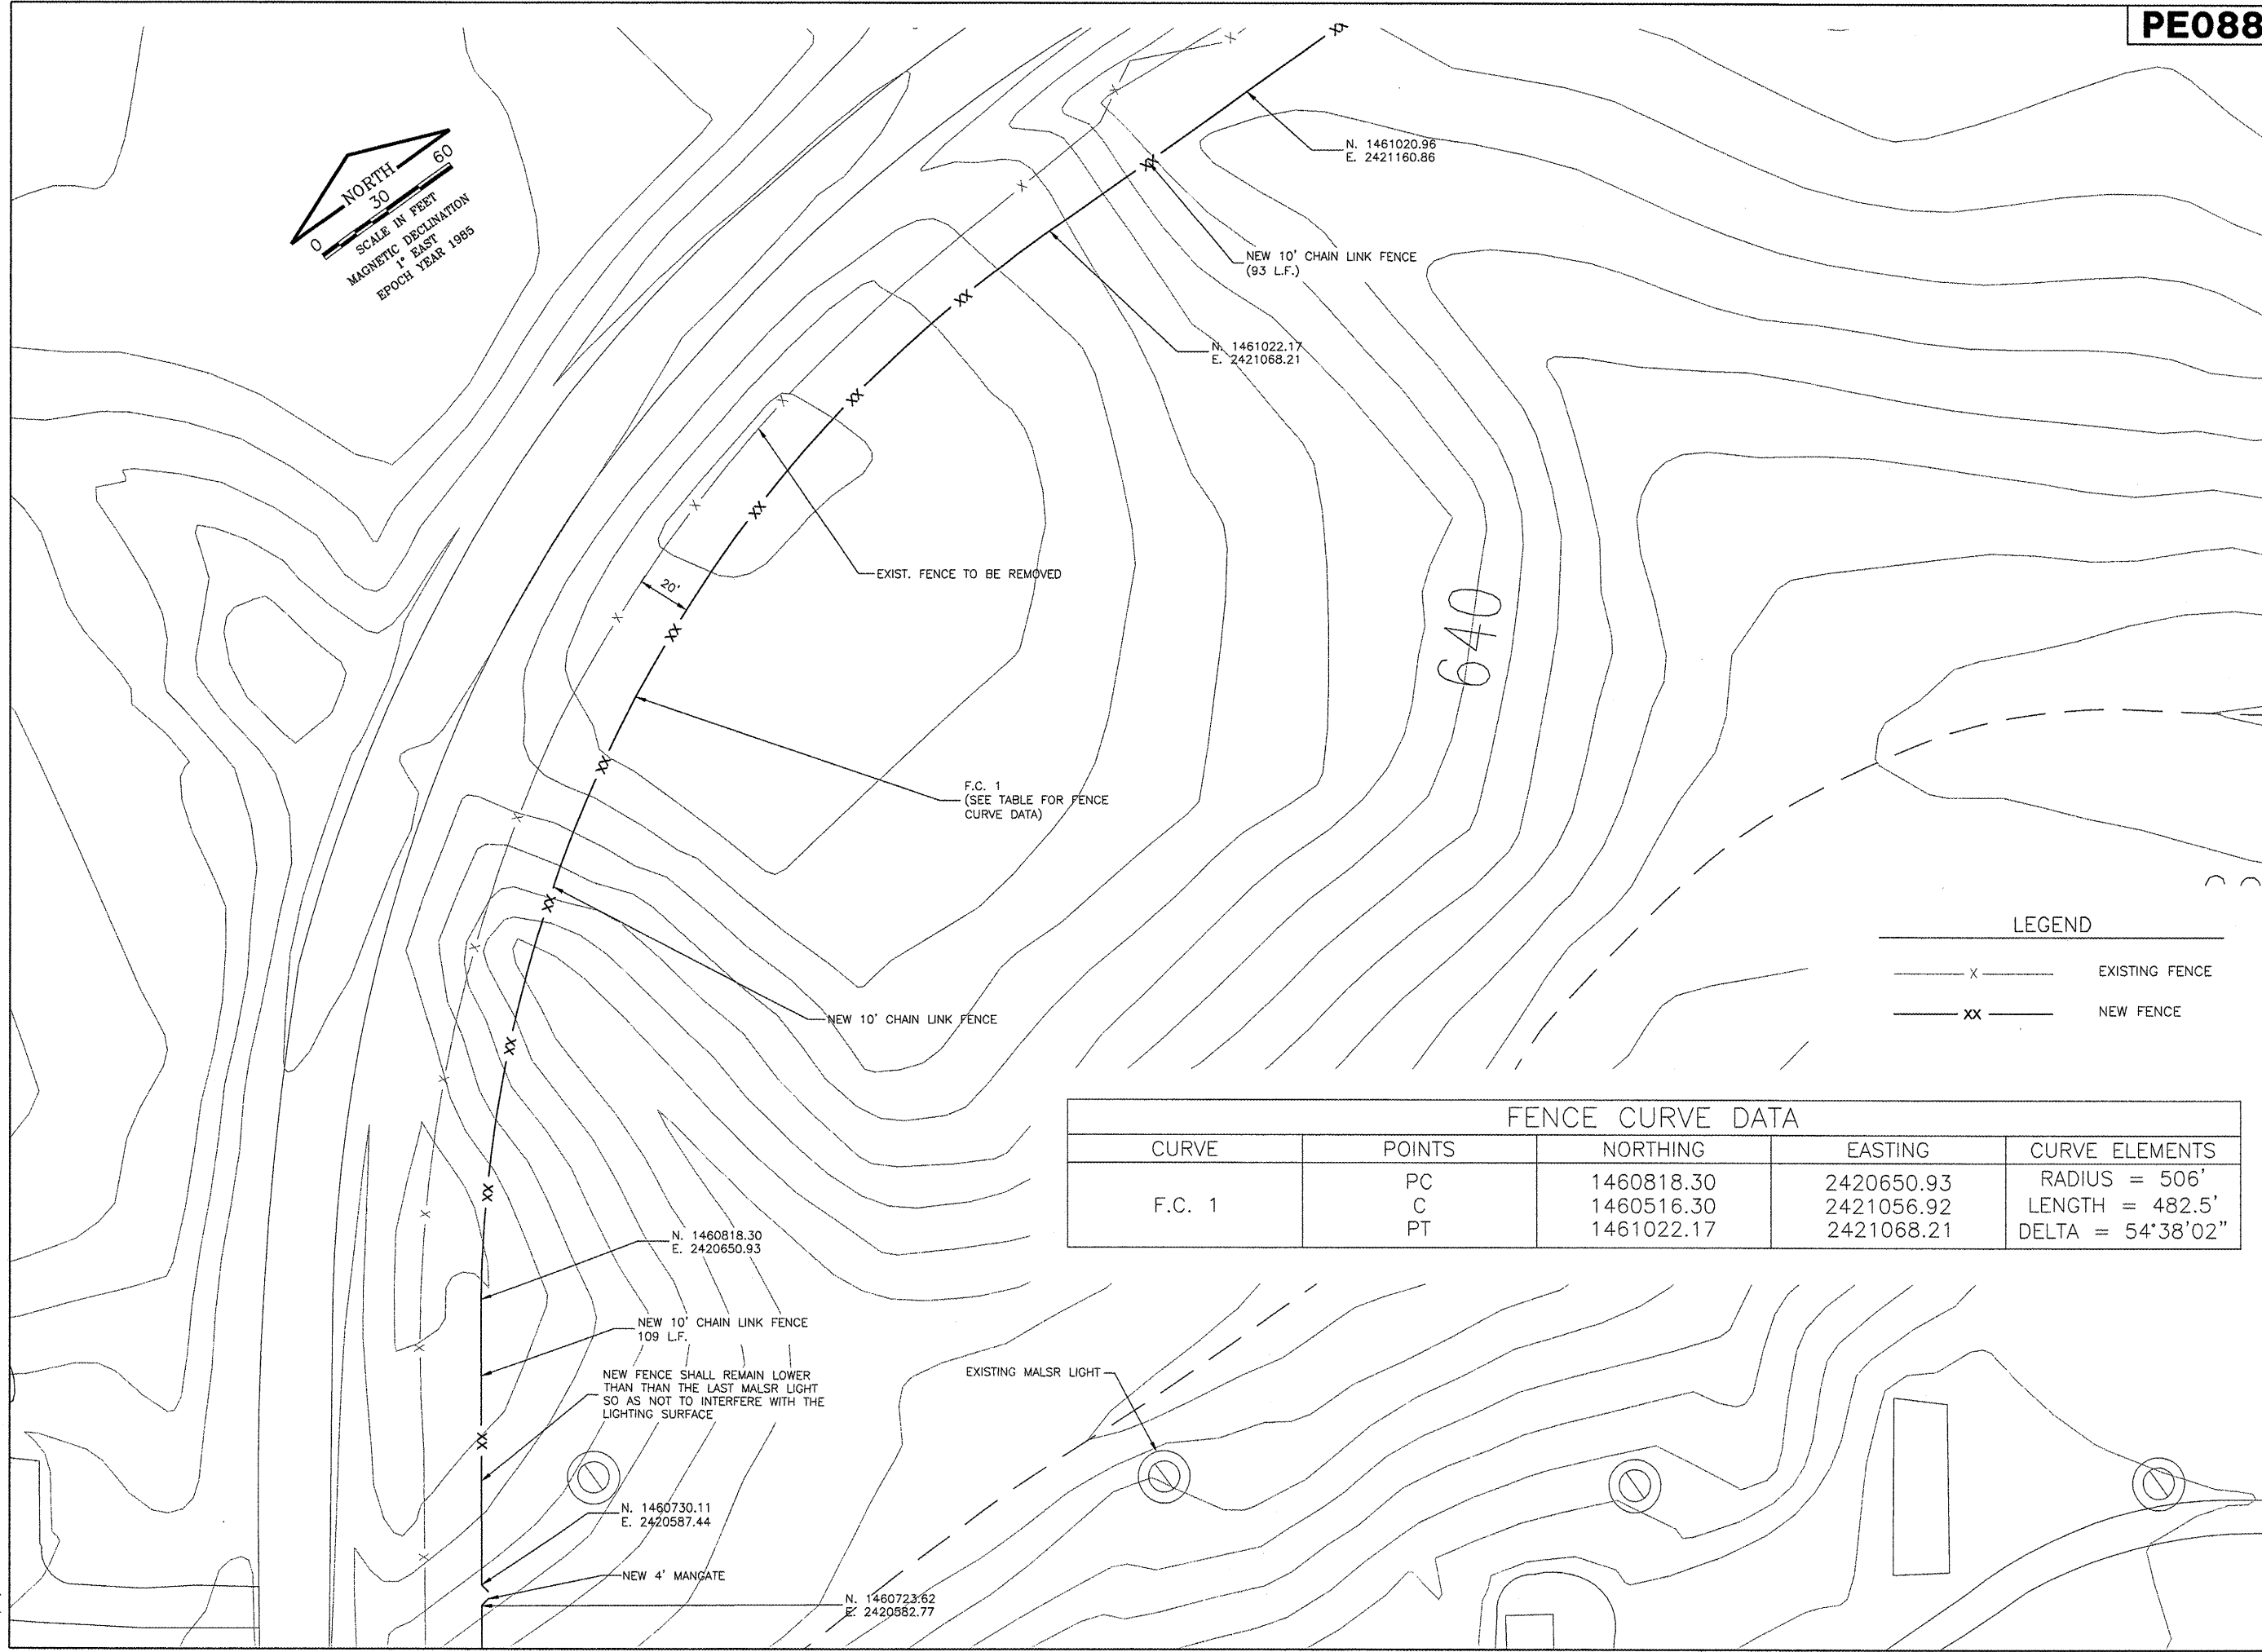 PE088
NORTH
0 30 60
SCALE IN FEET
MAGNETIC DECLINATION
1° EAST
EPOCH YEAR 1985
N. 1461020.96
E. 2421160.86
NEW 10' CHAIN LINK FENCE
(93 L.F.)
N. 1461022.17
E. 2421068.21
EXIST. FENCE TO BE REMOVED
20'
640
F.C. 1
(SEE TABLE FOR FENCE
CURVE DATA)
NEW 10' CHAIN LINK FENCE
LEGEND
X EXISTING FENCE
XX NEW FENCE
FENCE CURVE DATA
CURVE POINTS NORTHING EASTING CURVE ELEMENTS
PC 1460818.30 2420650.93 RADIUS = 506'
F.C. 1 C 1460516.30 2421056.92 LENGTH = 482.5'
PT 1461022.17 2421068.21 DELTA = 54°38'02"
N. 1460818.30
E. 2420650.93
NEW 10' CHAIN LINK FENCE
109 L.F.
NEW FENCE SHALL REMAIN LOWER
THAN THAN THE LAST MALSR LIGHT
SO AS NOT TO INTERFERE WITH THE
LIGHTING SURFACE
EXISTING MALSR LIGHT
N. 1460730.11
E. 2420587.44
NEW 4' MANGATE
N. 1460723.62
E. 2420582.77